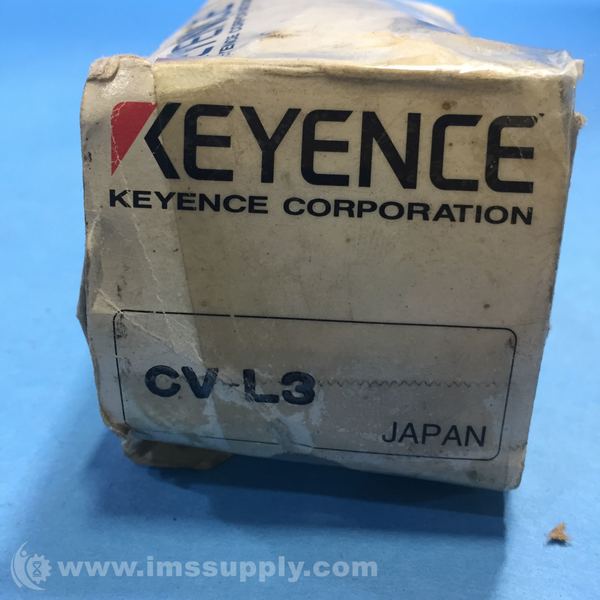 KEYENCE
KEYENCE CORPORATION
CV-L3
JAPAN
www.imssupply.com